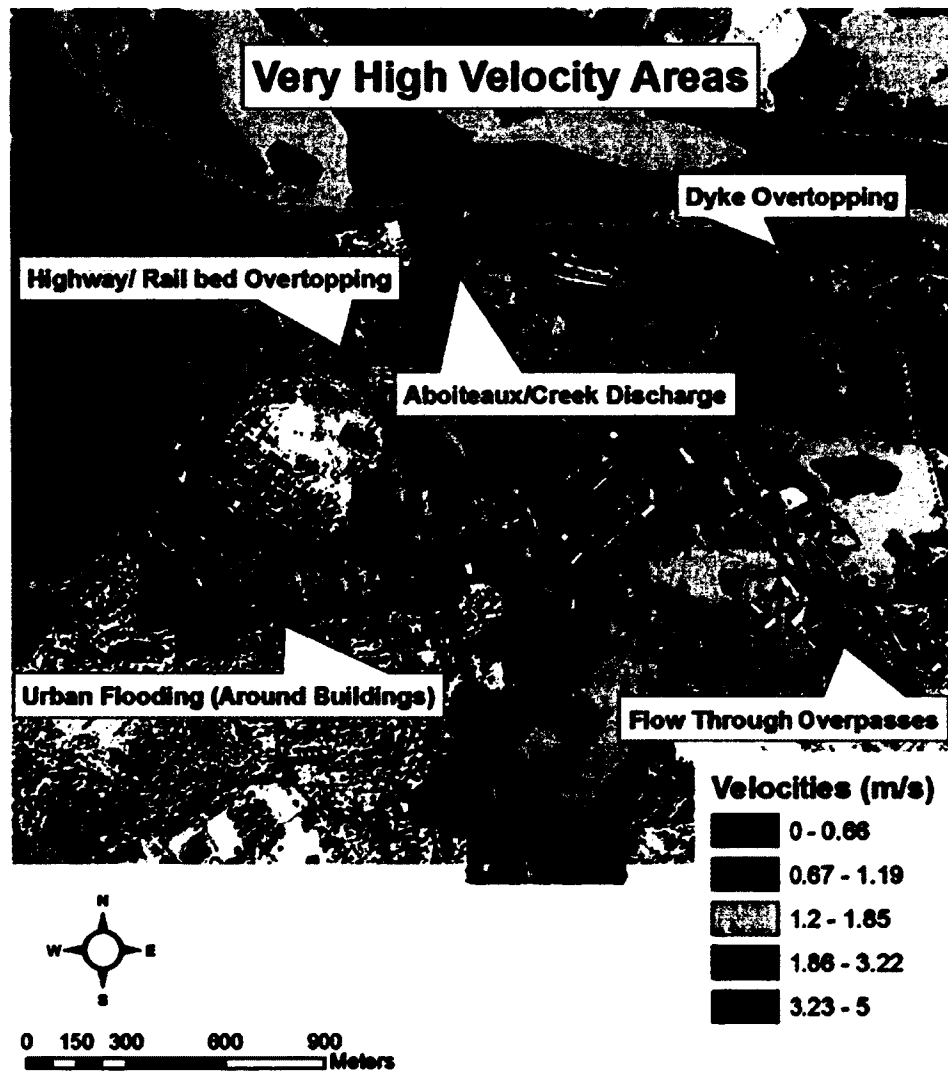 Very High Velocity Areas
Dyke Overtopping
Highway/ Rail bed Overtopping
Aboiteaux/Creek Discharge
Urban Flooding (Around Buildings)
Flow Through Overpasses
Velocities (m/s)
0 - 0.66
0.67 - 1.19
1.2 - 1.85
1.86 - 3.22
3.23 - 5
N
W E
S
0 150 300 600 900
Meters